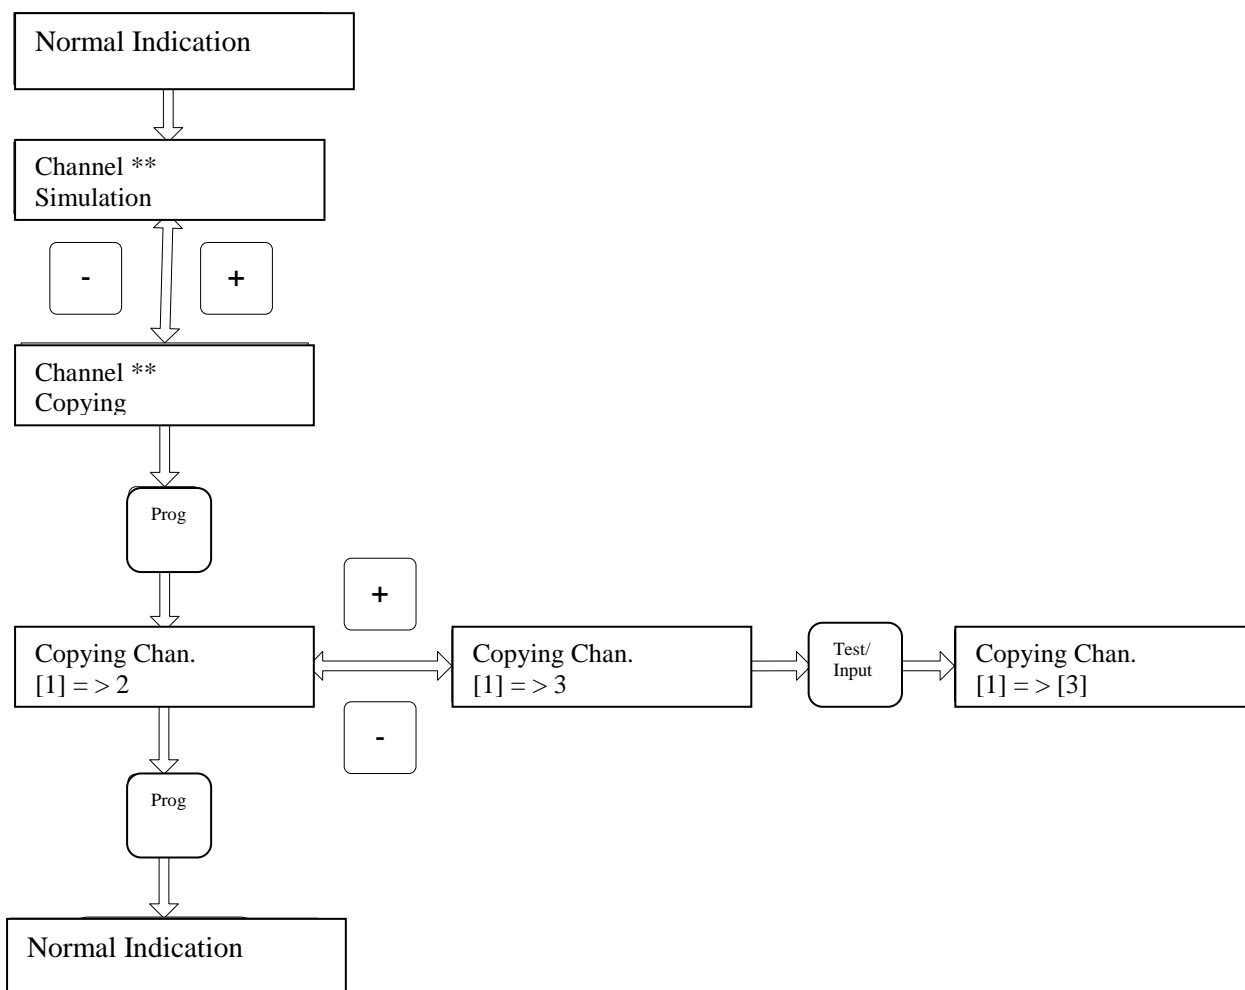 Normal Indication
Channel **
Simulation
-
+
Channel **
Copying
Prog
+
Copying Chan.
[1] = > 2
Copying Chan.
[1] = > 3
Test/
Input
Copying Chan.
[1] = > [3]
-
Prog
Normal Indication